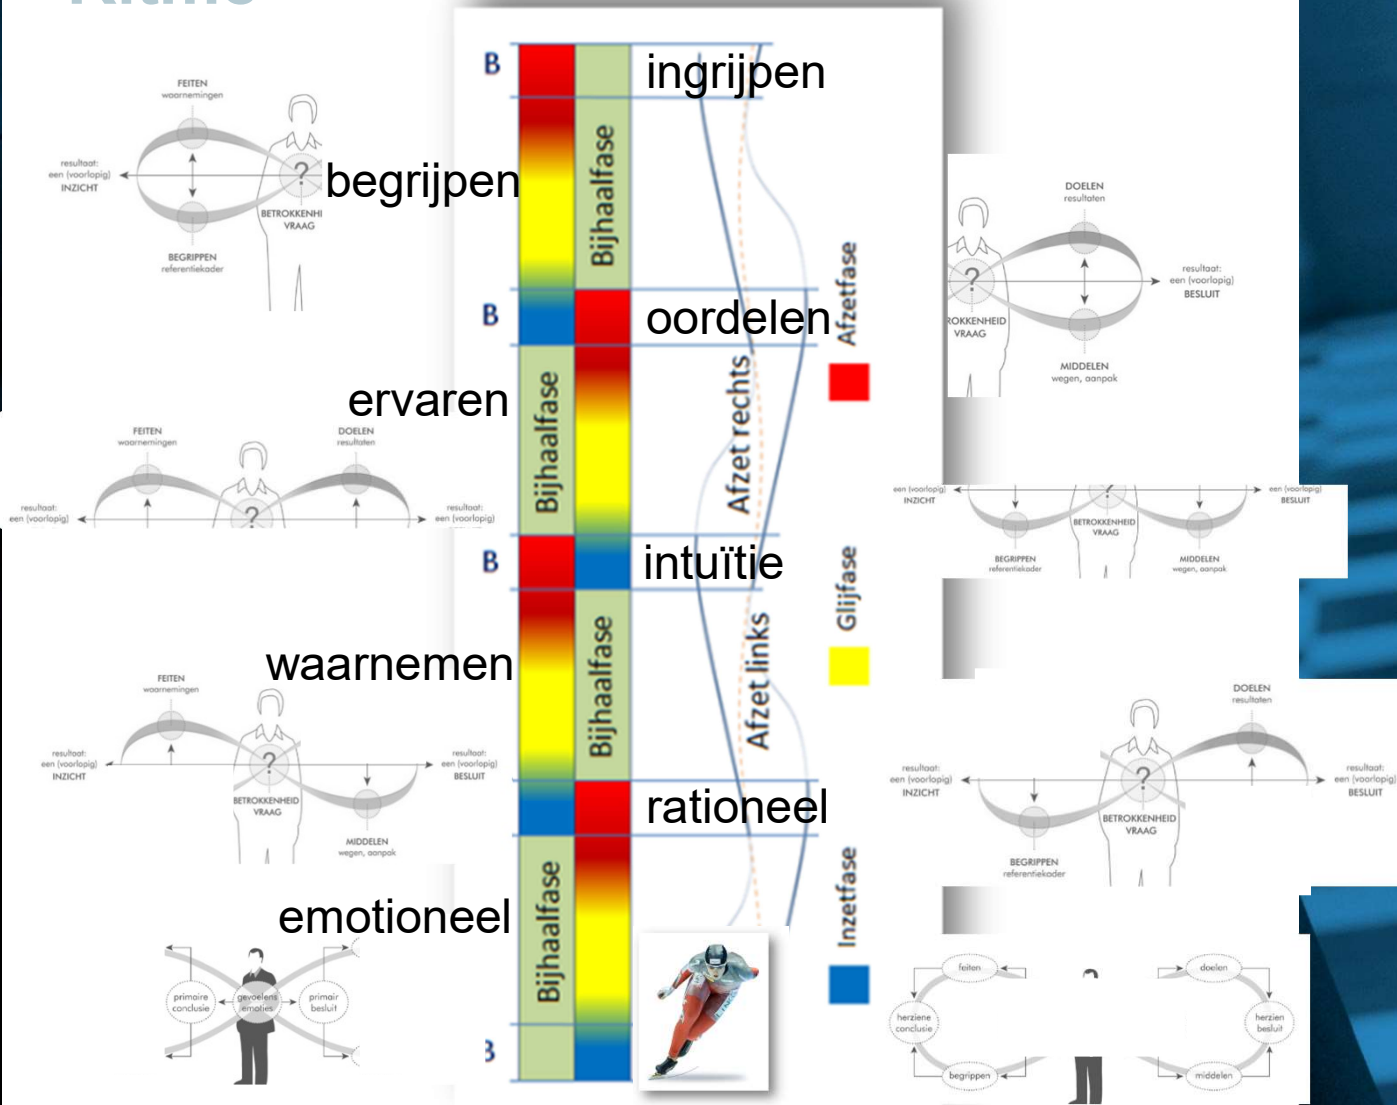 Ritme
B
ingrijpen
FEITEN
waarnemingen
resultaat:
een (voorlopig)
INZICHT
?
BETROKKENHI
VRAAG
BEGRIPPEN
referentiekader
begrijpen
Bijhaalfase
DOELEN
resultaten
?
ROKKENHEID
VRAAG
resultaat:
een (voorlopig)
BESLUIT
MIDDELEN
wegen, aanpak
B
oordelen
Afzetfase
ervaren
FEITEN
waarnemingen
DOELEN
resultaten
resultaat:
een (voorlopig)
?
resultaat:
een (voorlopig)
Bijhaalfase
Afzet rechts
een (voorlopig)
INZICHT
?
BETROKKENHEID
VRAAG
een (voorlopig)
BESLUIT
BEGRIPPEN
referentiekader
MIDDELEN
wegen, aanpak
B
intuïtie
Glijfase
waarnemen
FEITEN
waarnemingen
resultaat:
een (voorlopig)
INZICHT
?
BETROKKENHEID
VRAAG
resultaat:
een (voorlopig)
BESLUIT
MIDDELEN
wegen, aanpak
Bijhaalfase
Afzet links
DOELEN
resultaten
resultaat:
een (voorlopig)
INZICHT
?
BETROKKENHEID
VRAAG
resultaat:
een (voorlopig)
BESLUIT
BEGRIPPEN
referentiekader
rationeel
Inzetfase
emotioneel
primaire
conclusie
gevoelens
emoties
primair
besluit
Bijhaalfase
B
feiten
doelen
herziene
conclusie
herzien
besluit
begrippen
middelen